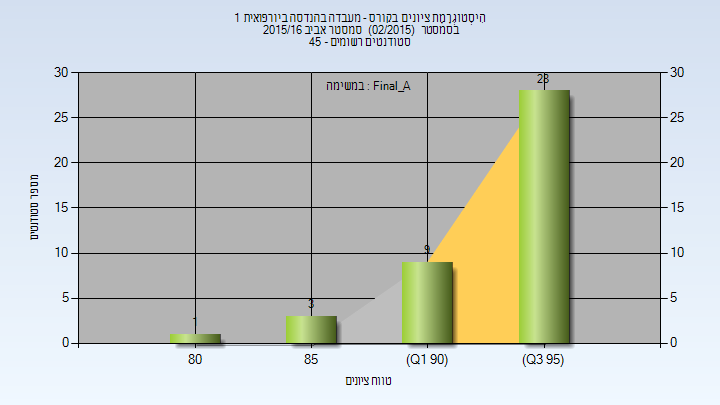 היסטוגרמת ציונים בקורס - מעבדה בהנדסה ביורפואית 1
בסמסטר (02/2015) סמסטר אביב 2015/16
סטודנטים רשומים - 45
במשימה : Final_A
30 30
25 25
20 20
15 15
10 10
5 5
0 0
1
3
9
28
מספר סטודנטים
80 85 (Q1 90) (Q3 95)
טווח ציונים